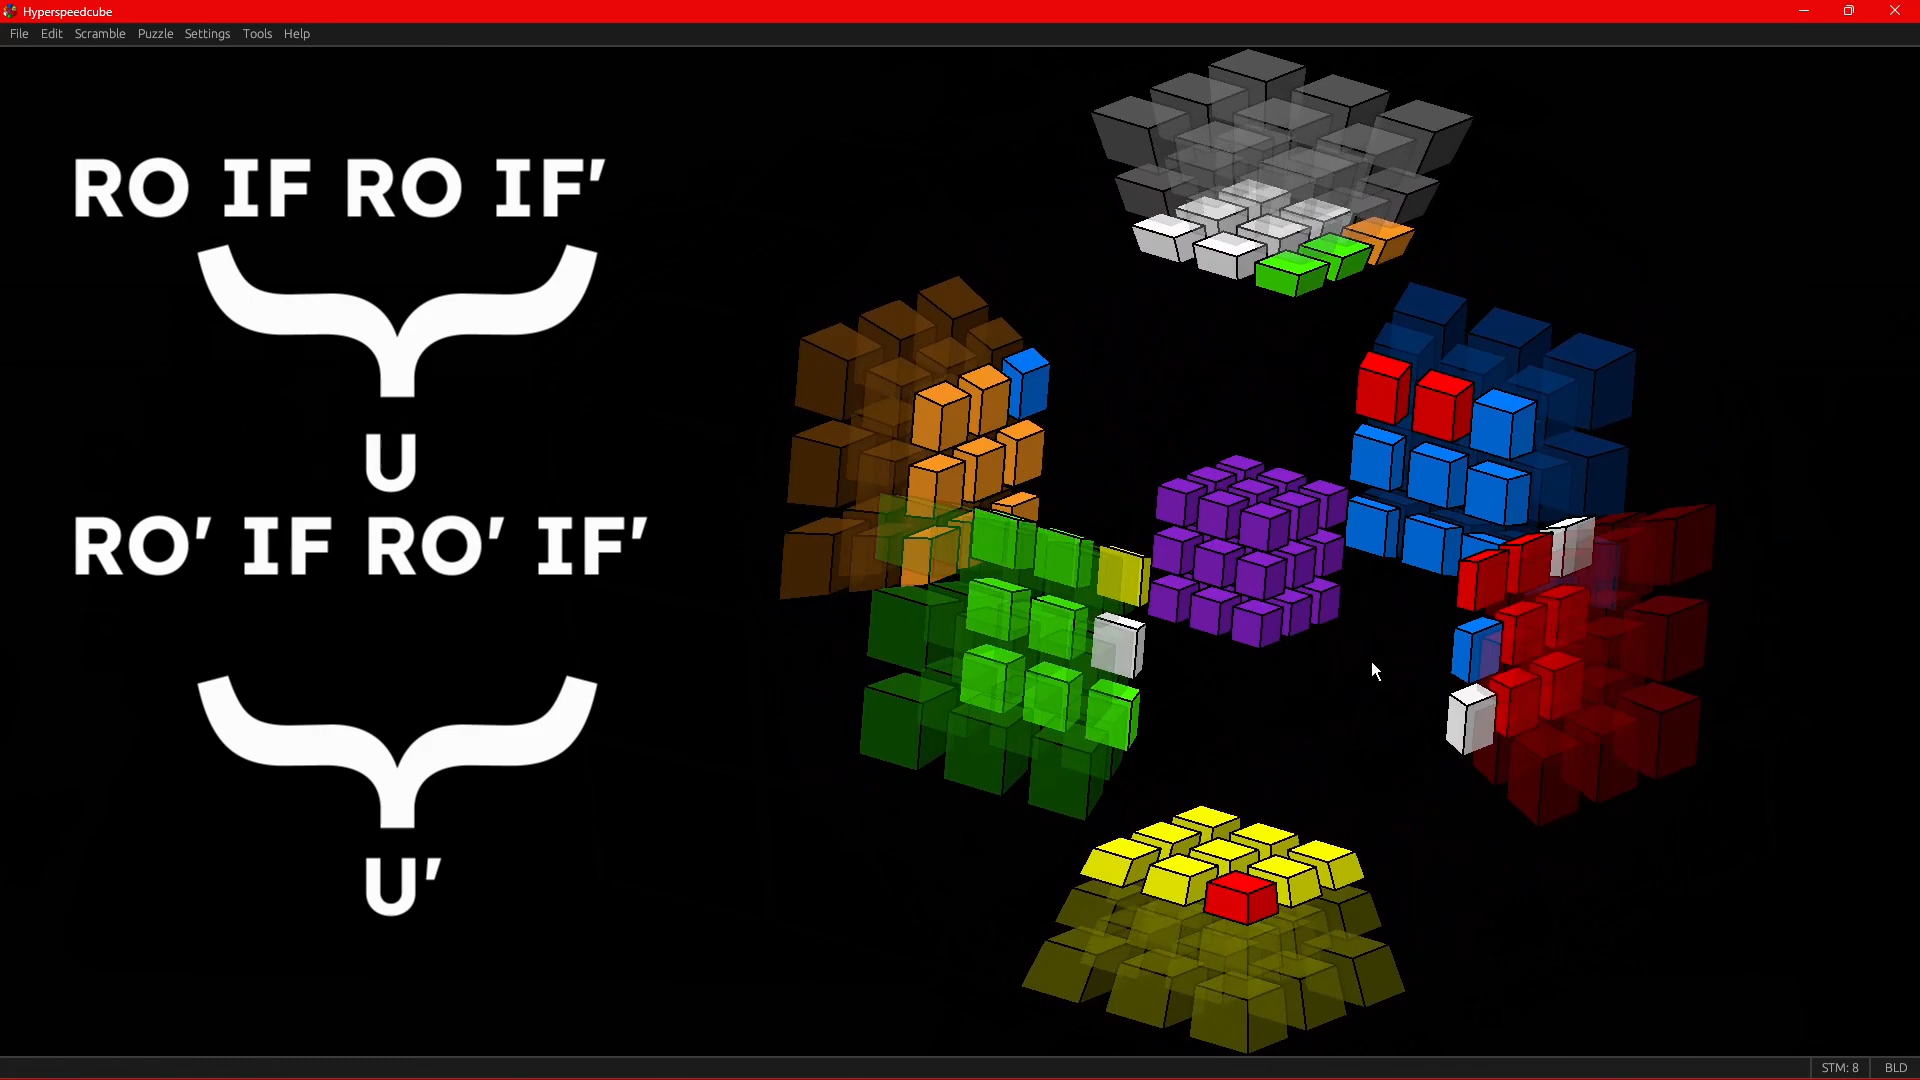 Hyperspeedcube
File Edit Scramble Puzzle Settings Tools Help
RO IF RO IF′
U
RO′ IF RO′ IF′
U′
STM: 8 BLD